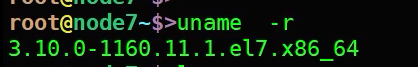 root@node7~$>uname  -r
3.10.0-1160.11.1.el7.x86_64